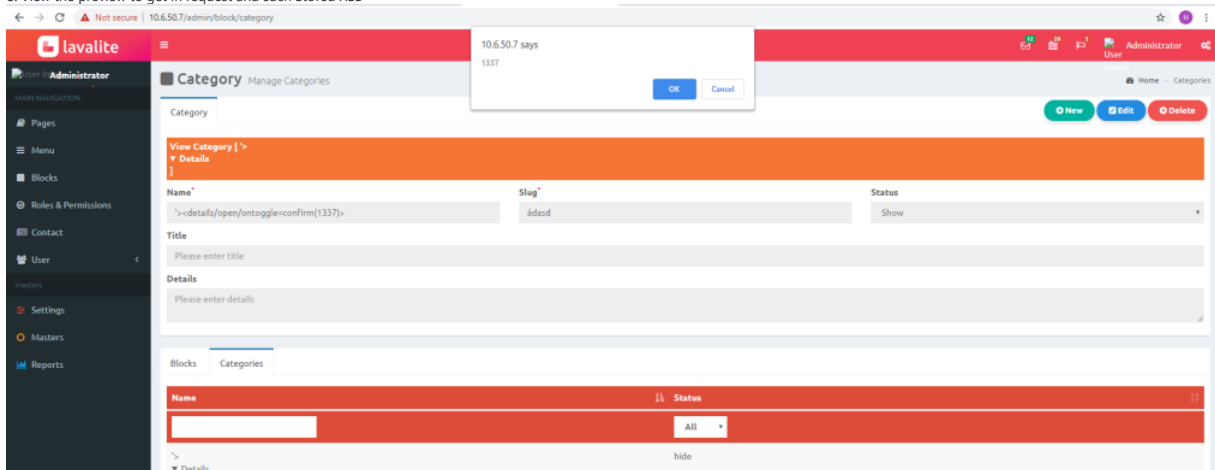 Not secure | 10.6.50.7/admin/block/category
H
lavalite
10.6.50.7 says
1337
OK
Cancel
12
20
User
Administrator
Administrator
MAIN NAVIGATION
Pages
Menu
Blocks
Roles & Permissions
Contact
User
Masters
Settings
Masters
Reports
Category Manage Categories
Home > Categories
Category
New
Edit
Delete
View Category [ '>
▼ Details
]
Name*
Slug*
Status
'><details/open/ontoggle=confirm(1337)>
ádasd
Show
Title
Please enter title
Details
Please enter details
Blocks
Categories
Name
Status
All
'>
hide
▼ Details